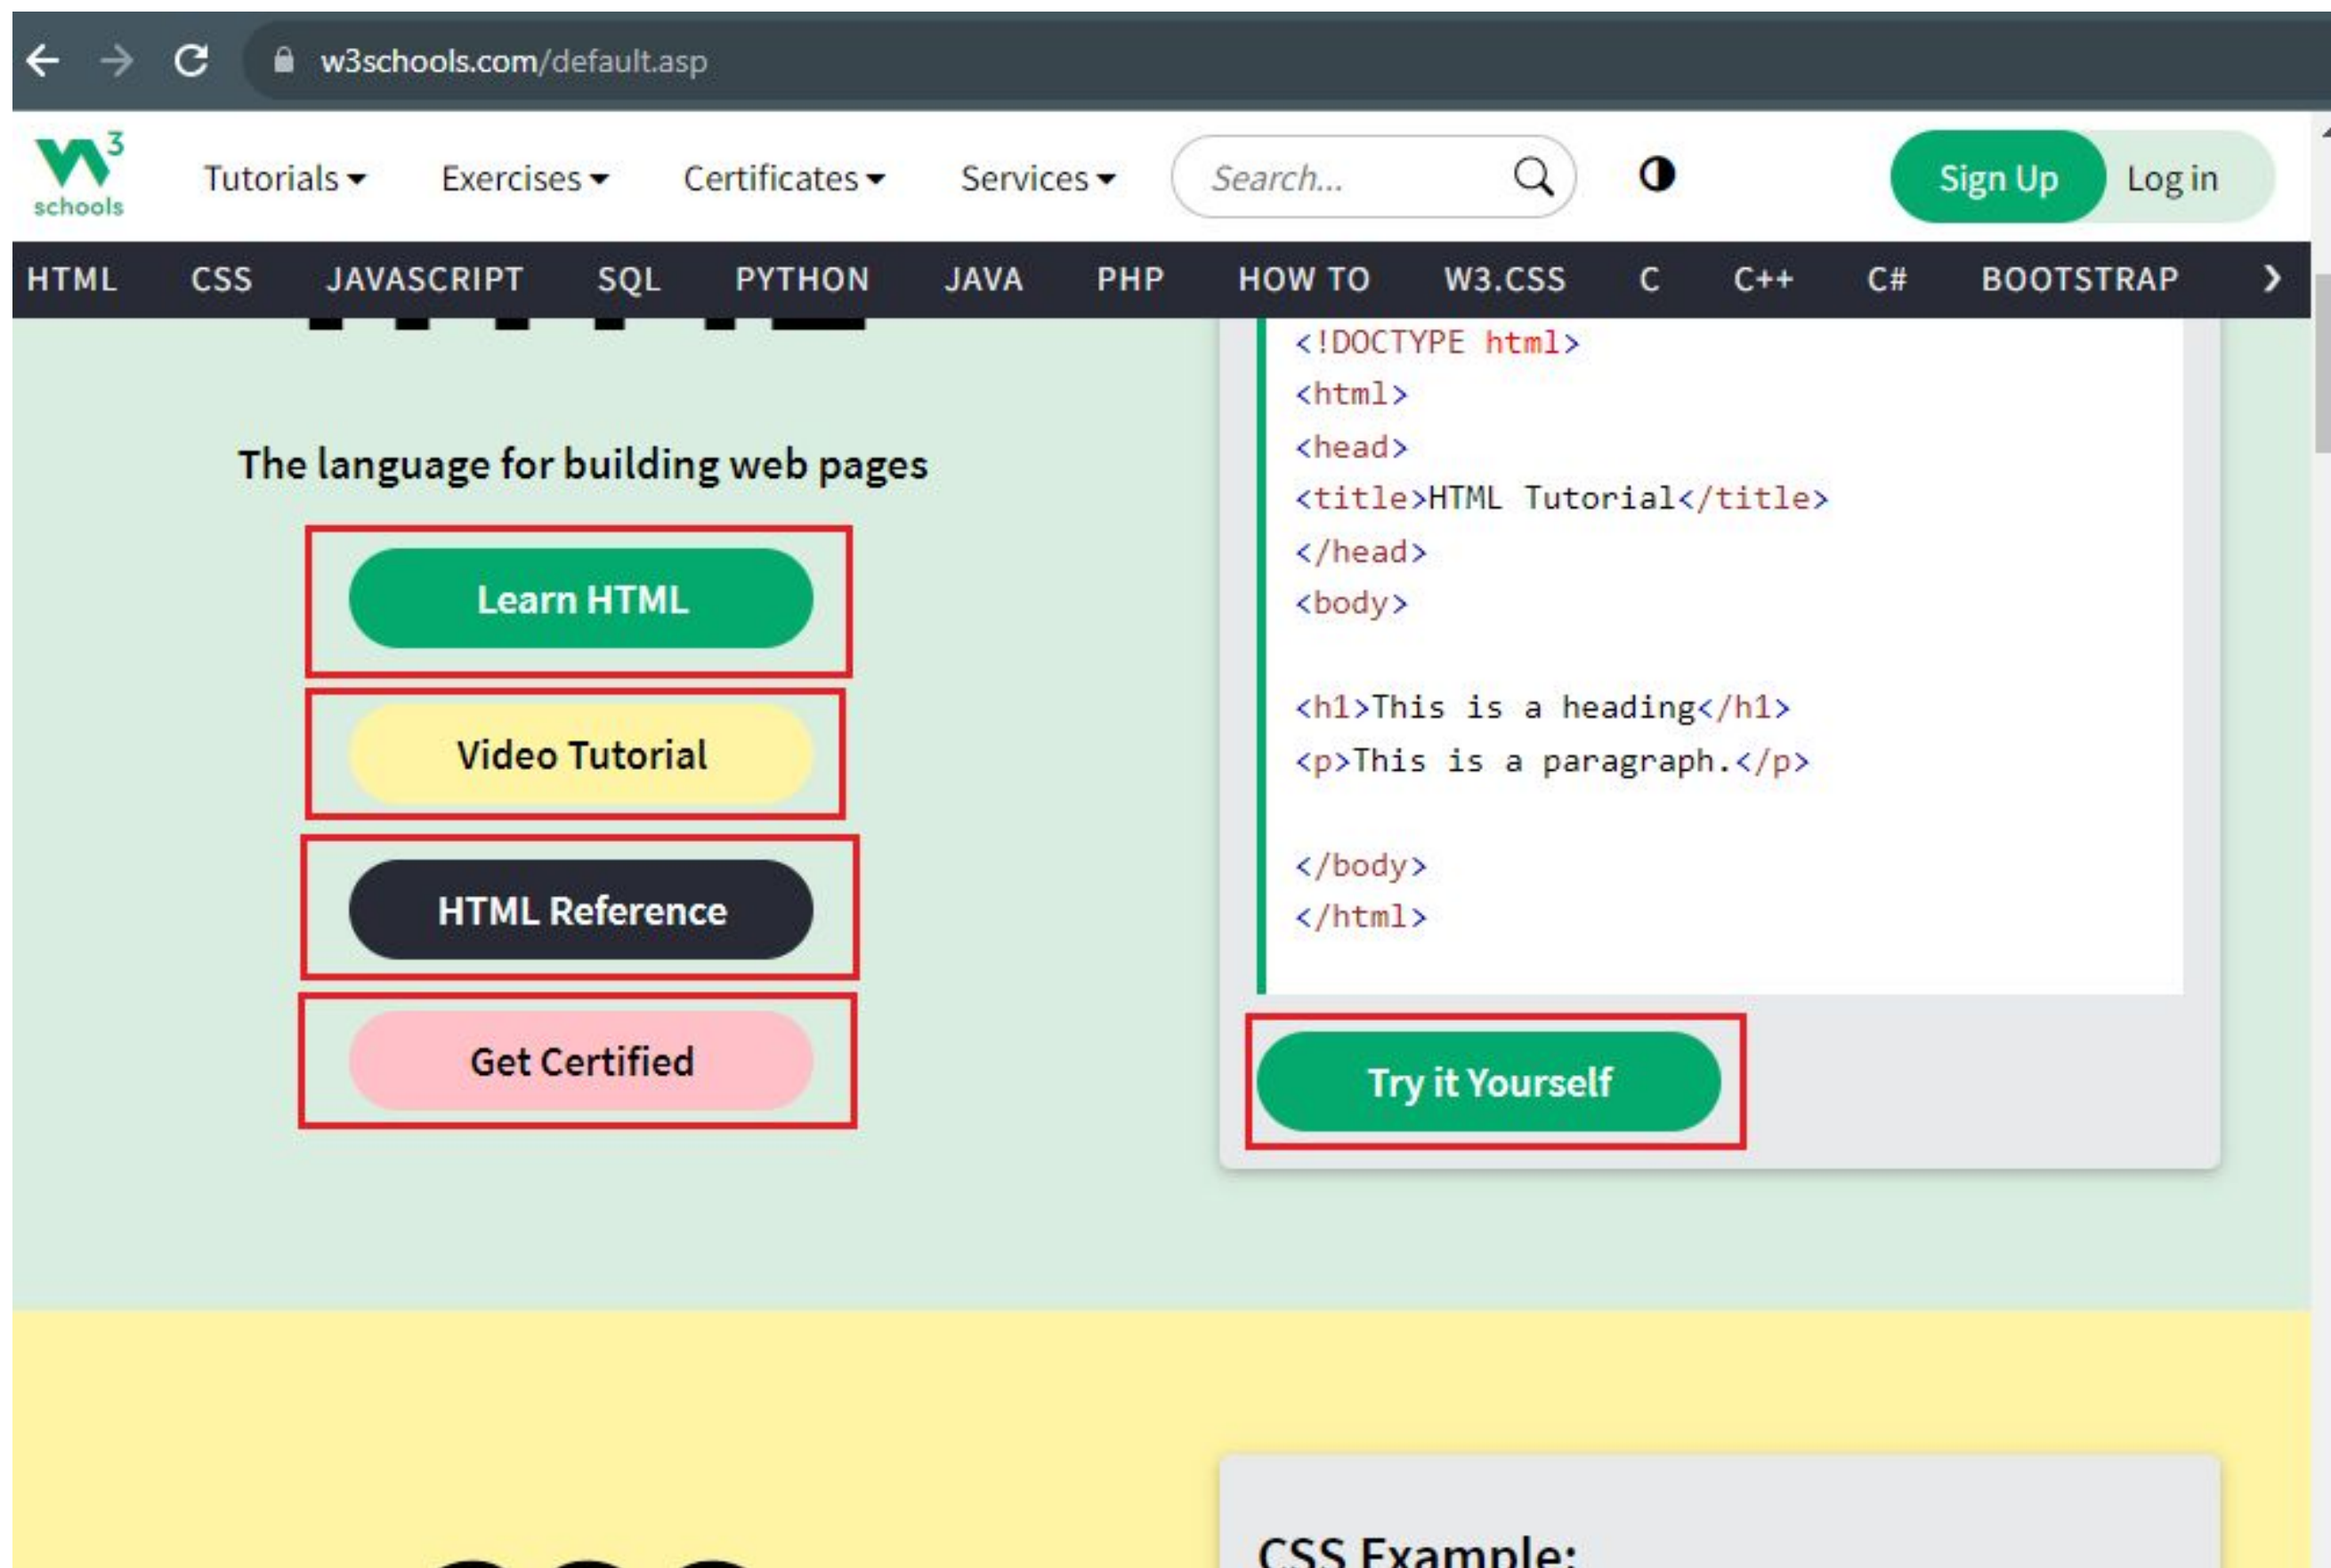 w3schools.com/default.asp
W3 schools
Tutorials Exercises Certificates Services Search... Sign Up Log in
HTML CSS JAVASCRIPT SQL PYTHON JAVA PHP HOW TO W3.CSS C C++ C# BOOTSTRAP
The language for building web pages
Learn HTML
Video Tutorial
HTML Reference
Get Certified
<!DOCTYPE html>
<html>
<head>
<title>HTML Tutorial</title>
</head>
<body>
<h1>This is a heading</h1>
<p>This is a paragraph.</p>
</body>
</html>
Try it Yourself
CSS Example: